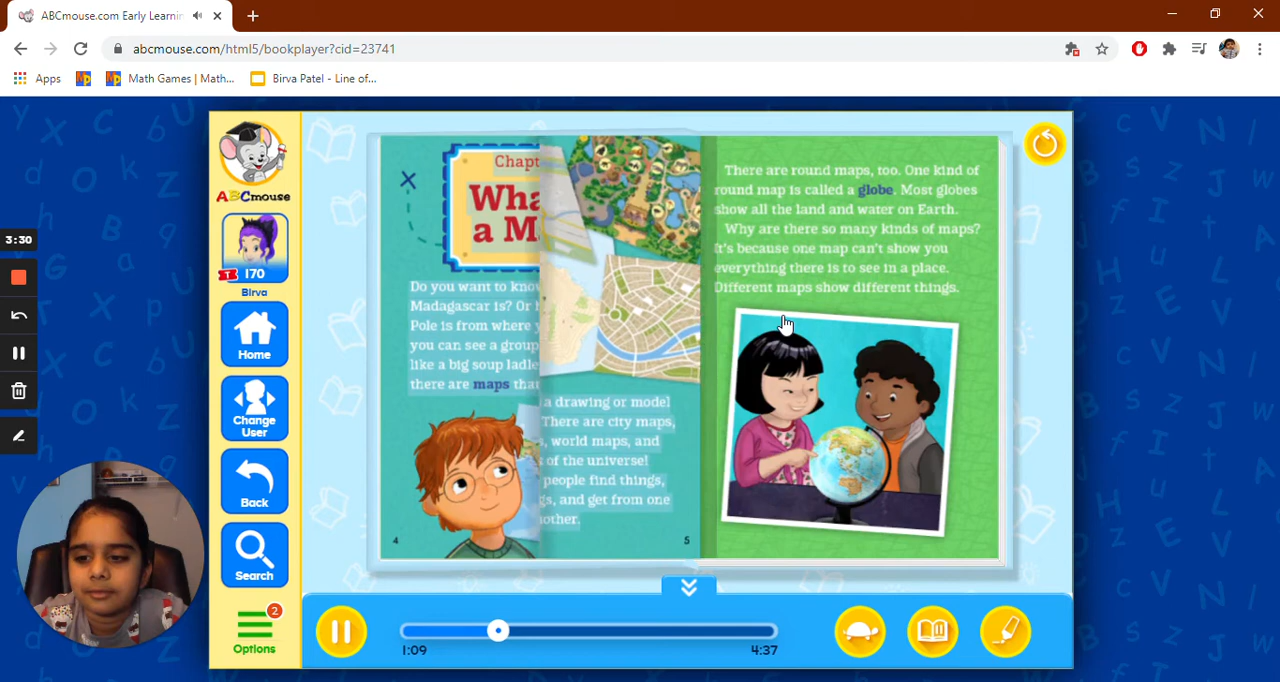 ABCmouse.com Early Learnin
abcmouse.com/html5/bookplayer?cid=23741
Apps
Math Games | Math...
Birva Patel - Line of...
3:30
ABCmouse
1
170
Birva
Home
Change
User
Back
Search
2
Options
Chapt
Wha
a M
Do you want to know
Madagascar is? Or
Pole is from where
you can see a group
like a big soup ladle
there are maps tha
4
a drawing or model
There are city maps,
, world maps, and
of the universe!
people find things,
gs, and get from one
other.
5
There are round maps, too. One kind of
round map is called a globe. Most globes
show all the land and water on Earth.
Why are there so many kinds of maps?
It's because one map can't show you
everything there is to see in a place.
Different maps show different things.
1:09
4:37